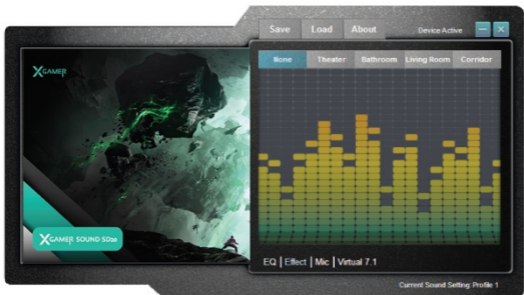 Save Load About Device Active
None Theater Bathroom Living Room Corridor
XGAMER
XGAMER SOUND SD20
EQ | Effect | Mic | Virtual 7.1
Current Sound Setting: Profile 1